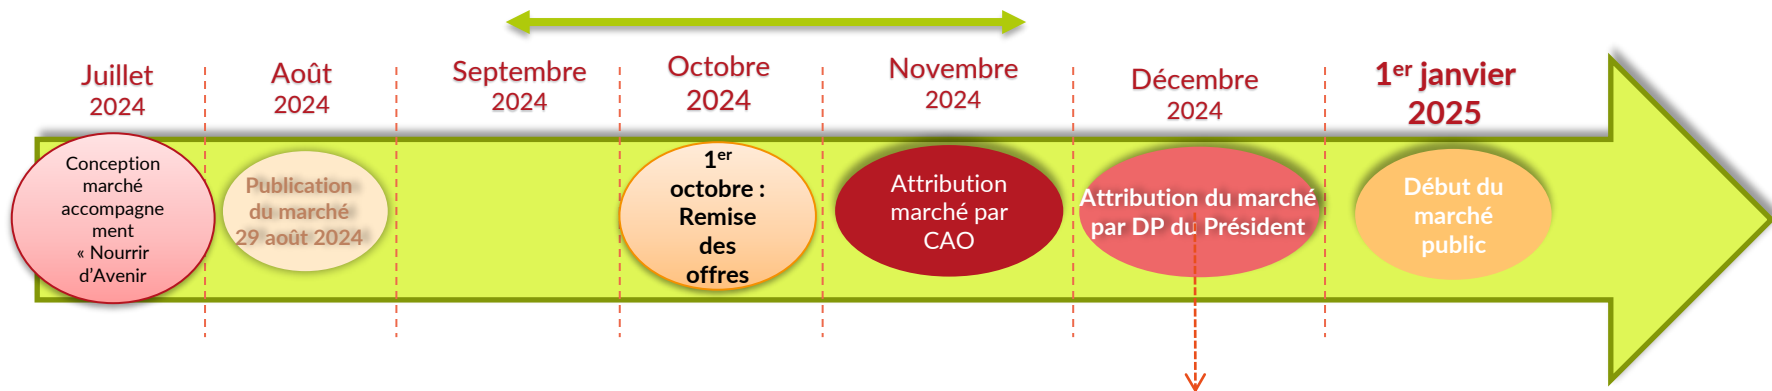 Juillet
2024
Août
2024
Septembre
2024
Octobre
2024
Novembre
2024
Décembre
2024
1er janvier
2025
Conception
marché
accompagne
ment
« Nourrir
d’Avenir
Publication
du marché
29 août 2024
1er
octobre :
Remise
des
offres
Attribution
marché par
CAO
Attribution du marché
par DP du Président
Début du
marché
public